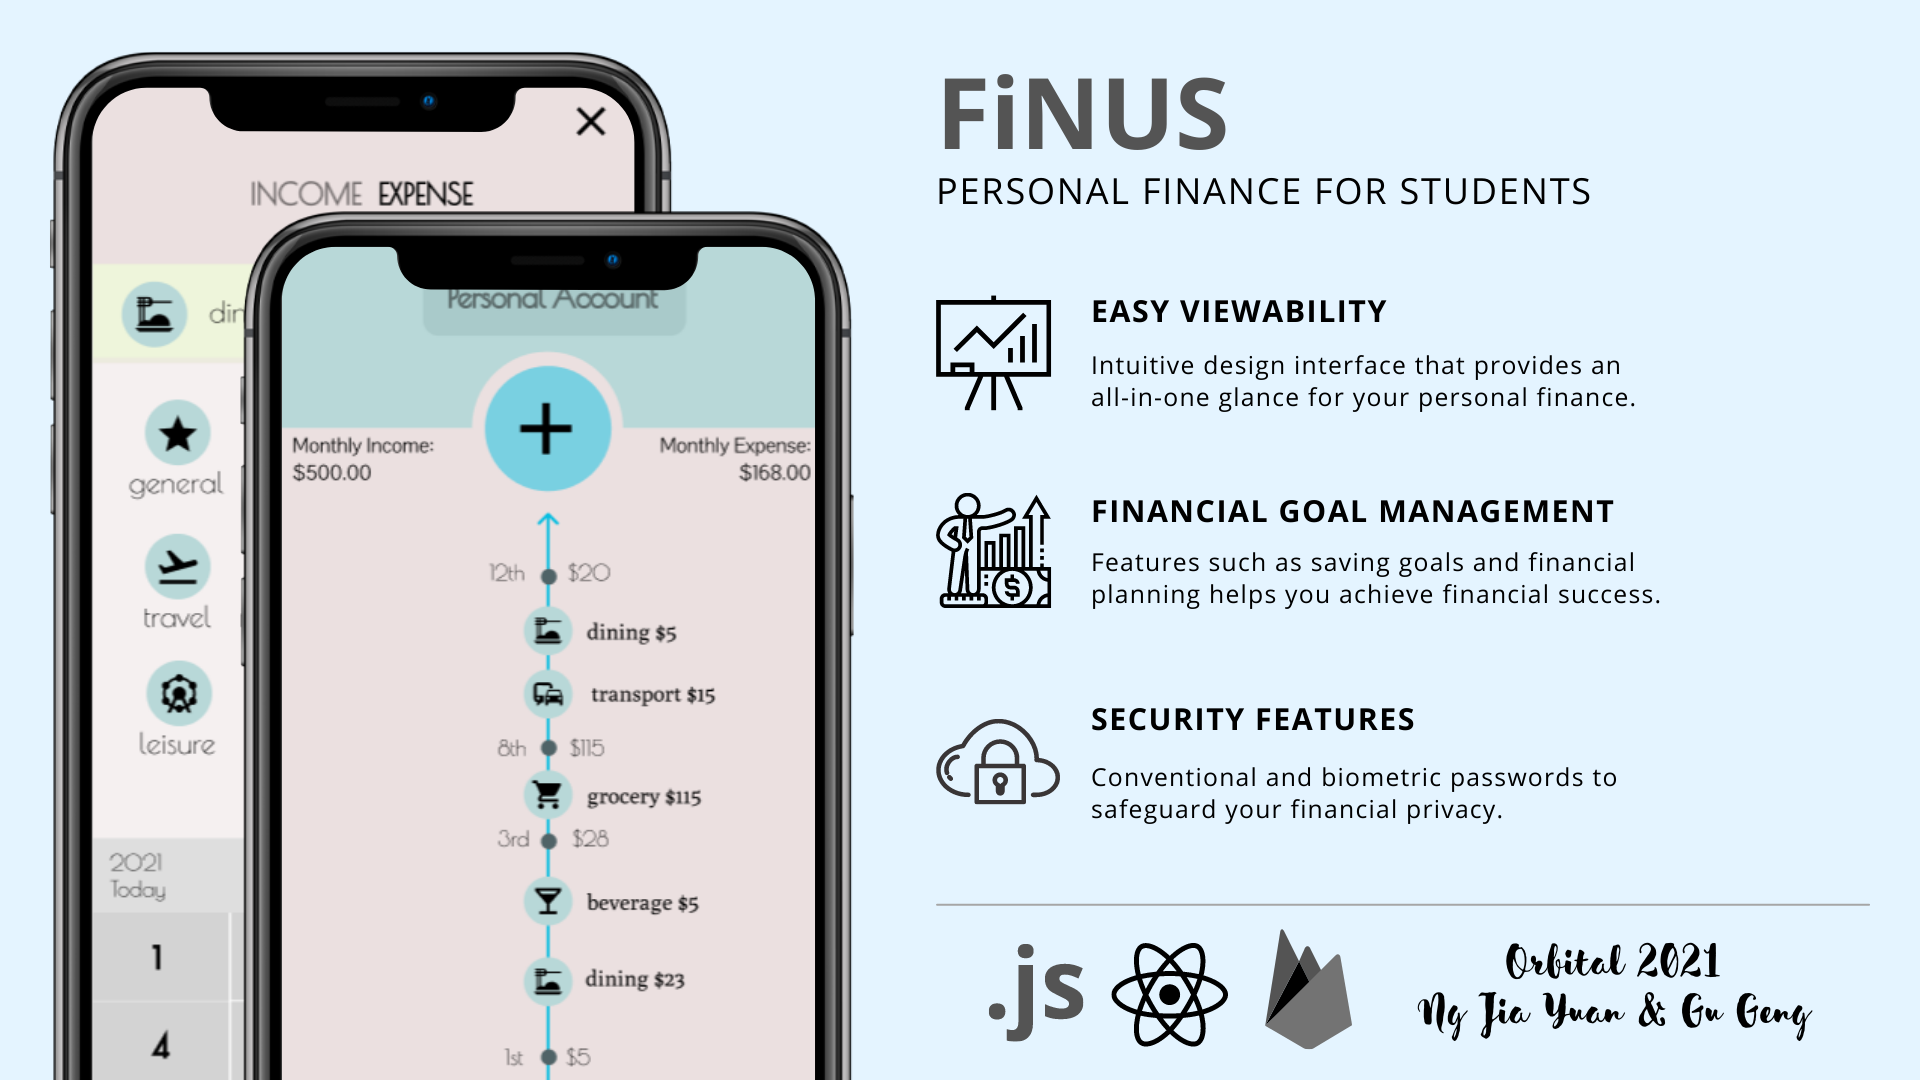 INCOME EXPENSE
din
general
travel
leisure
2021
Today
1
4
Personal Account
Monthly Income:
$500.00
Monthly Expense:
$168.00
12th $20
dining $5
transport $15
8th $115
grocery $115
3rd $28
beverage $5
dining $23
1st $5
FiNUS
PERSONAL FINANCE FOR STUDENTS
EASY VIEWABILITY
Intuitive design interface that provides an
all-in-one glance for your personal finance.
FINANCIAL GOAL MANAGEMENT
Features such as saving goals and financial
planning helps you achieve financial success.
SECURITY FEATURES
Conventional and biometric passwords to
safeguard your financial privacy.
.js
Orbital 2021
Ng Jia Yuan & Gu Geng